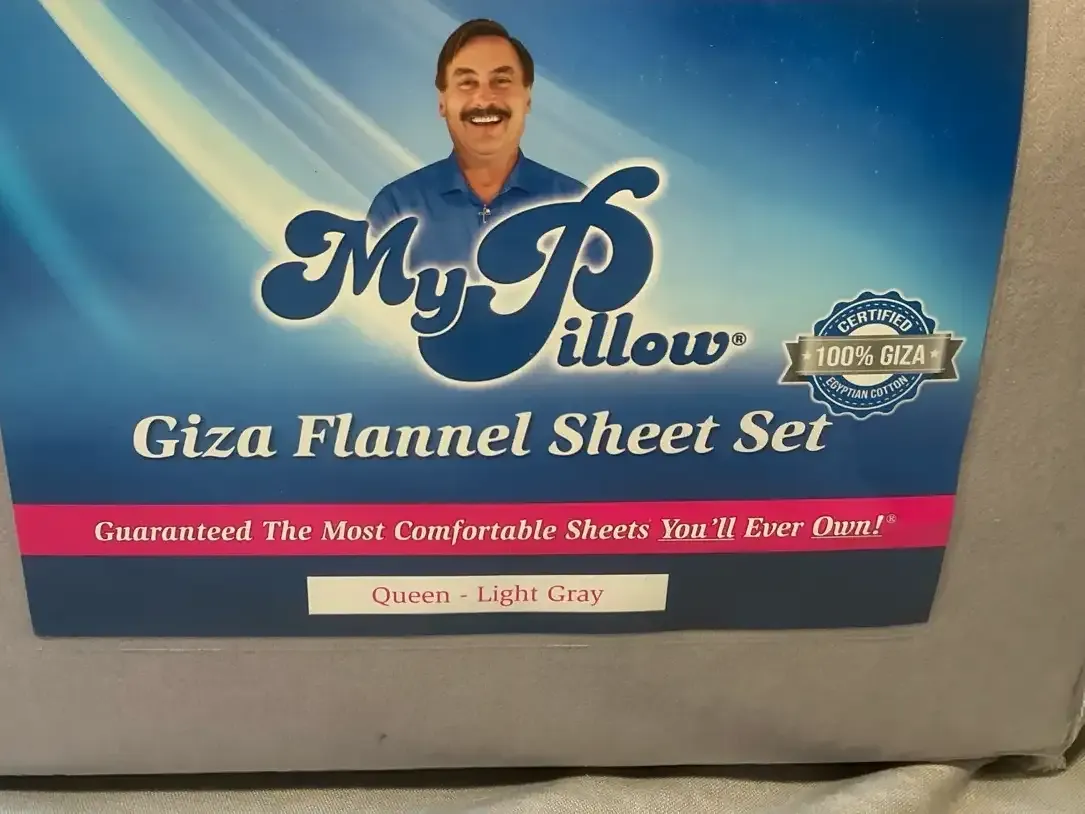 MyPillow®
CERTIFIED
100% GIZA
EGYPTIAN COTTON
Giza Flannel Sheet Set
Guaranteed The Most Comfortable Sheets You'll Ever Own!®
Queen - Light Gray